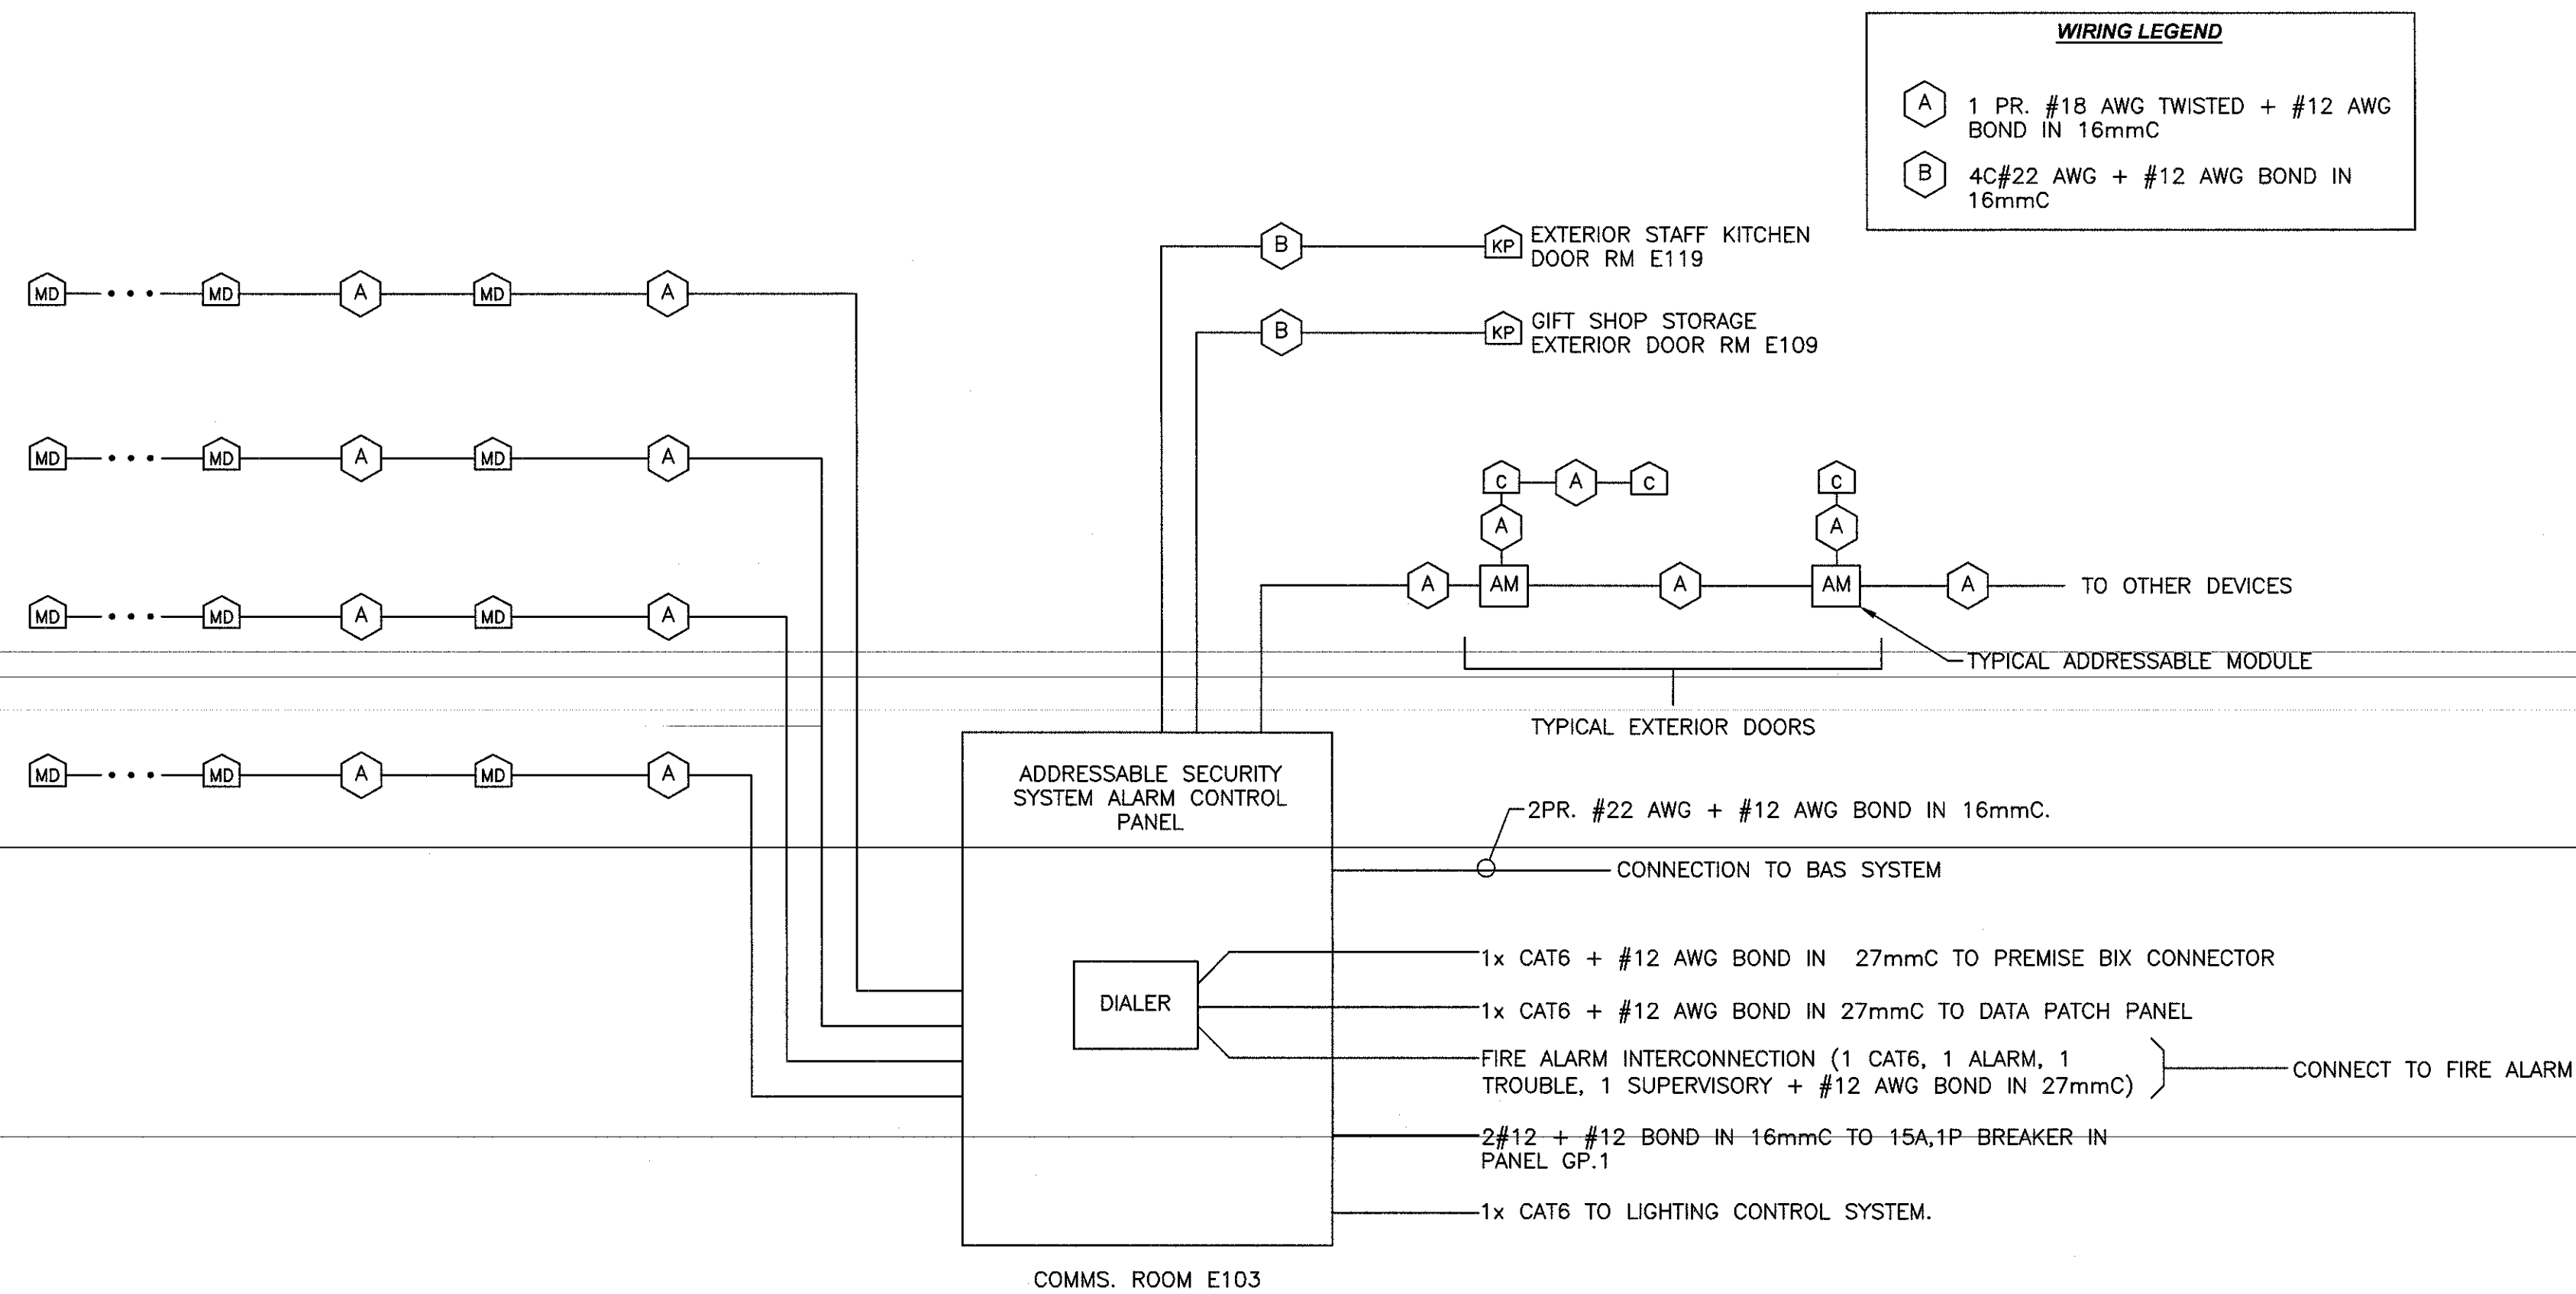 WIRING LEGEND
A
1 PR. #18 AWG TWISTED + #12 AWG
BOND IN 16mmC
B
4C#22 AWG + #12 AWG BOND IN
16mmC
B KP EXTERIOR STAFF KITCHEN
DOOR RM E119
MD MD A MD A
B KP GIFT SHOP STORAGE
EXTERIOR DOOR RM E109
MD MD A MD A
C A C C
A A
A AM A AM A TO OTHER DEVICES
MD MD A MD A
TYPICAL ADDRESSABLE MODULE
TYPICAL EXTERIOR DOORS
MD MD A MD A
ADDRESSABLE SECURITY
SYSTEM ALARM CONTROL
PANEL
2PR. #22 AWG + #12 AWG BOND IN 16mmC.
CONNECTION TO BAS SYSTEM
1x CAT6 + #12 AWG BOND IN 27mmC TO PREMISE BIX CONNECTOR
DIALER
1x CAT6 + #12 AWG BOND IN 27mmC TO DATA PATCH PANEL
FIRE ALARM INTERCONNECTION (1 CAT6, 1 ALARM, 1
TROUBLE, 1 SUPERVISORY + #12 AWG BOND IN 27mmC)
CONNECT TO FIRE ALARM
2#12 + #12 BOND IN 16mmC TO 15A,1P BREAKER IN
PANEL GP.1
1x CAT6 TO LIGHTING CONTROL SYSTEM.
COMMS. ROOM E103